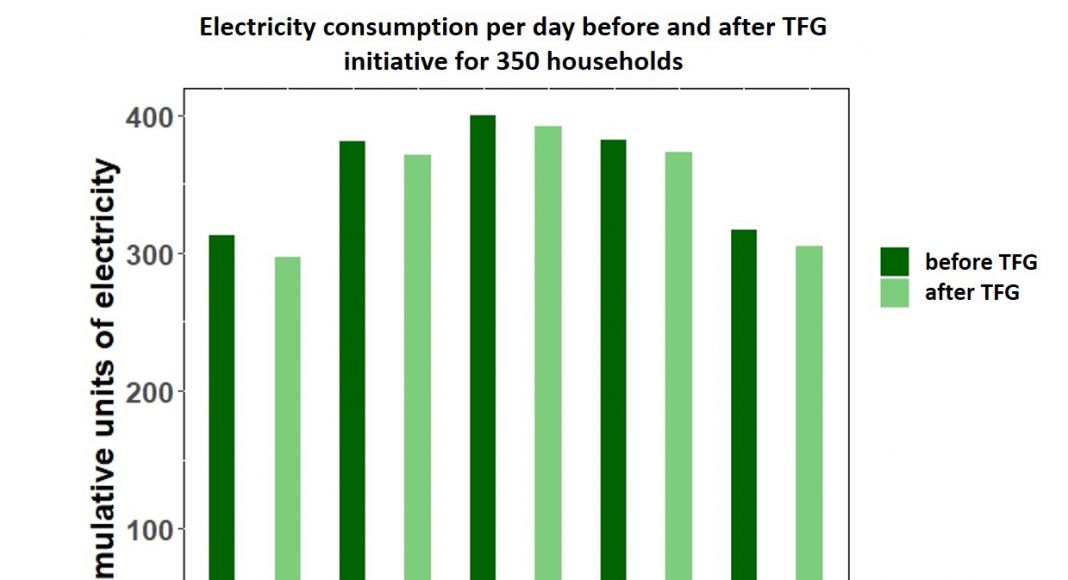 Electricity consumption per day before and after TFG
initiative for 350 households
mulative units of electricity
400
300
200
100
before TFG
after TFG